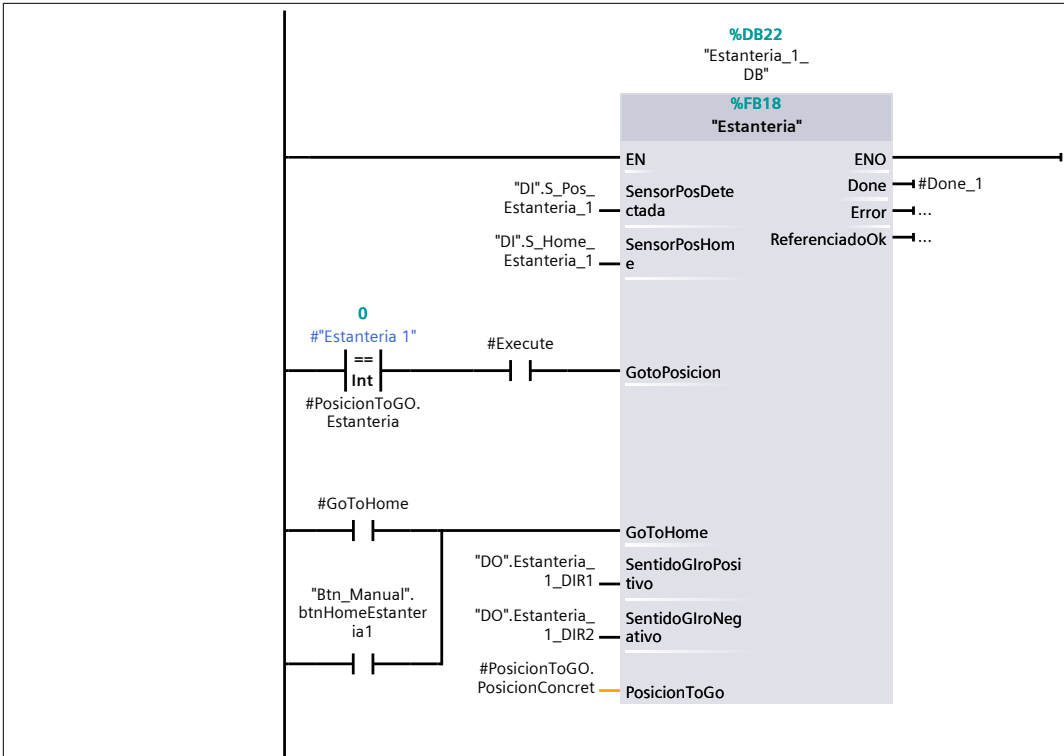 %DB22
"Estanteria_1_
DB"
%FB18
"Estanteria"
EN
ENO
"DI".S_Pos_
Estanteria_1
SensorPosDete
ctada
Done
#Done_1
Error
...
"DI".S_Home_
Estanteria_1
SensorPosHom
e
ReferenciadoOk
...
0
#"Estanteria 1"
==
Int
#PosicionToGO.
Estanteria
#Execute
GotoPosicion
#GoToHome
GoToHome
"Btn_Manual".
btnHomeEstanter
ia1
"DO".Estanteria_
1_DIR1
SentidoGIroPosi
tivo
"DO".Estanteria_
1_DIR2
SentidoGIroNeg
ativo
#PosicionToGO.
PosicionConcret
PosicionToGo